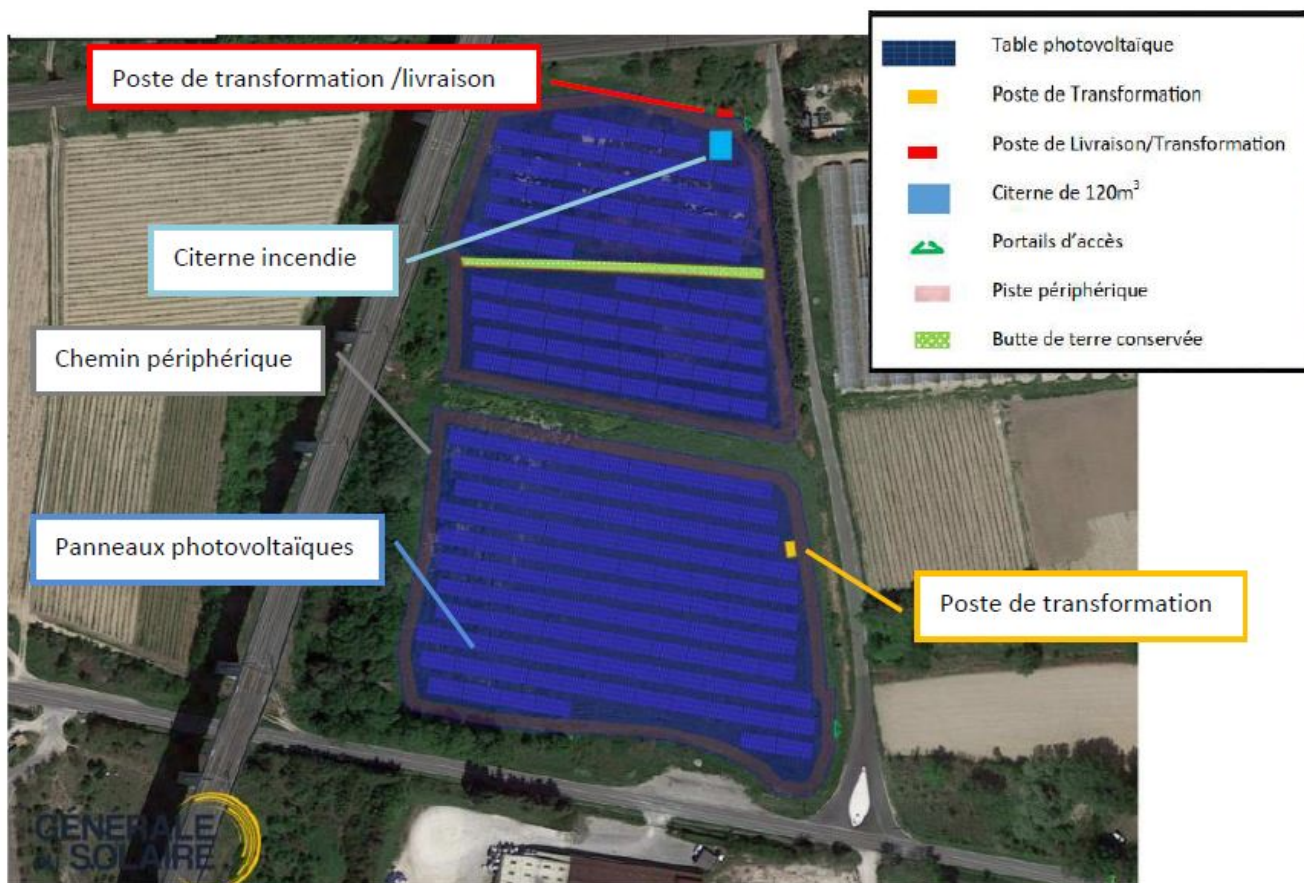 Poste de transformation /livraison
Citerne incendie
Chemin périphérique
Panneaux photovoltaïques
Poste de transformation
Table photovoltaïque
Poste de Transformation
Poste de Livraison/Transformation
Citerne de 120m³
Portails d'accès
Piste périphérique
Butte de terre conservée
GÉNÉRALE
DU SOLAIRE